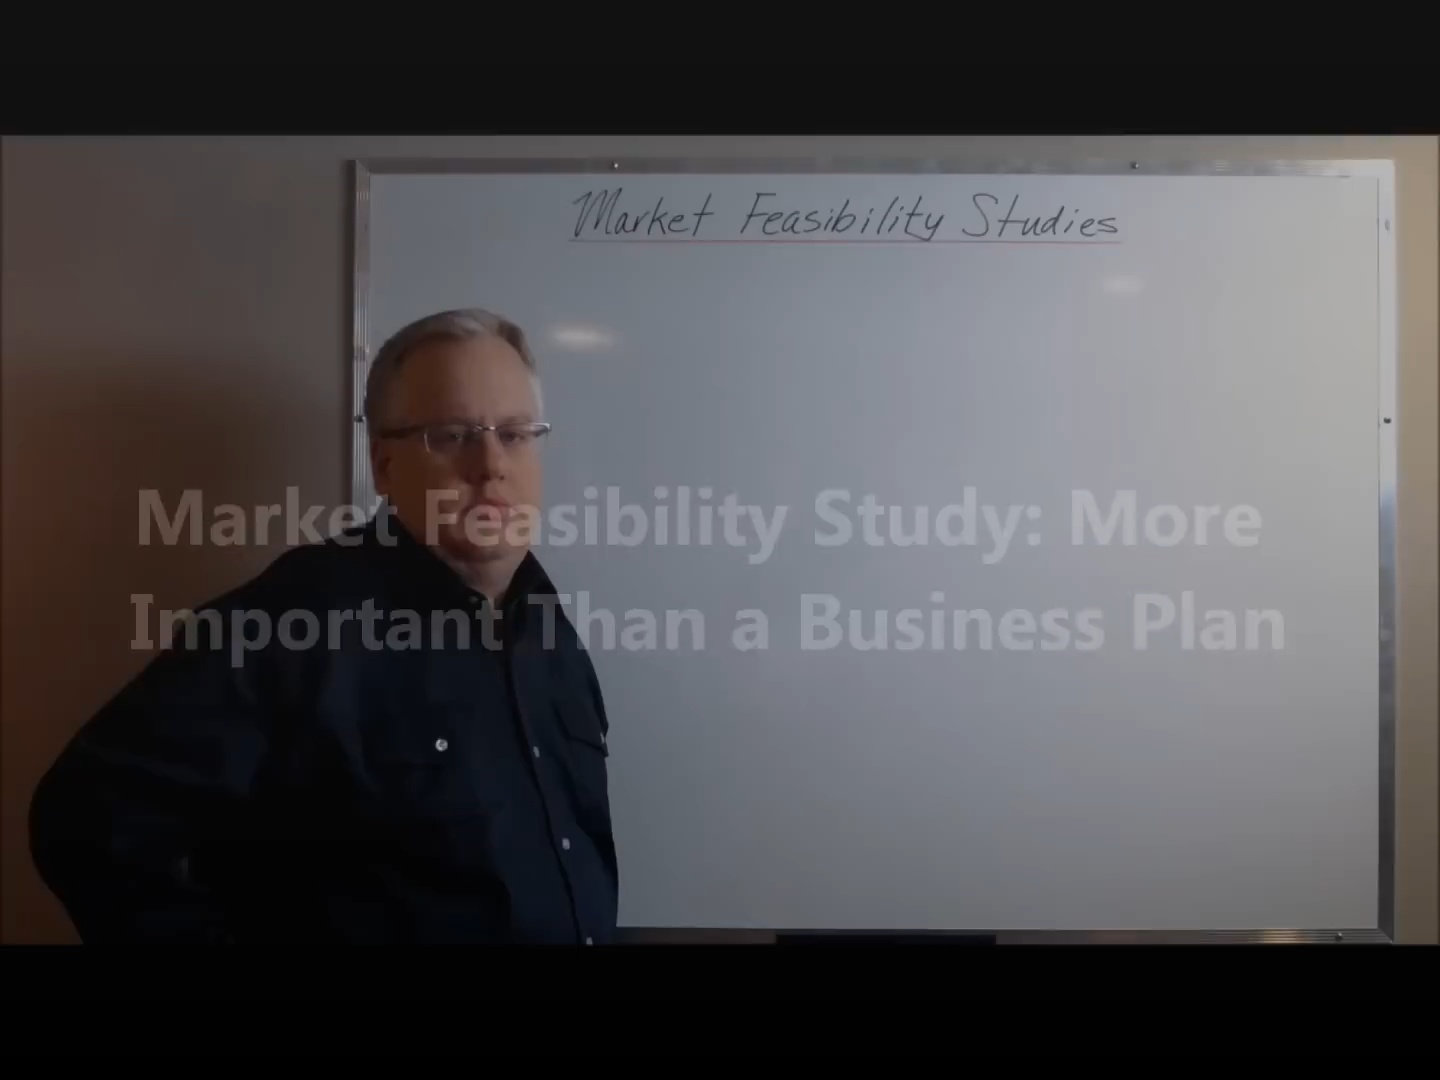 Market Feasibility Studies
Market Feasibility Study: More
Important Than a Business Plan